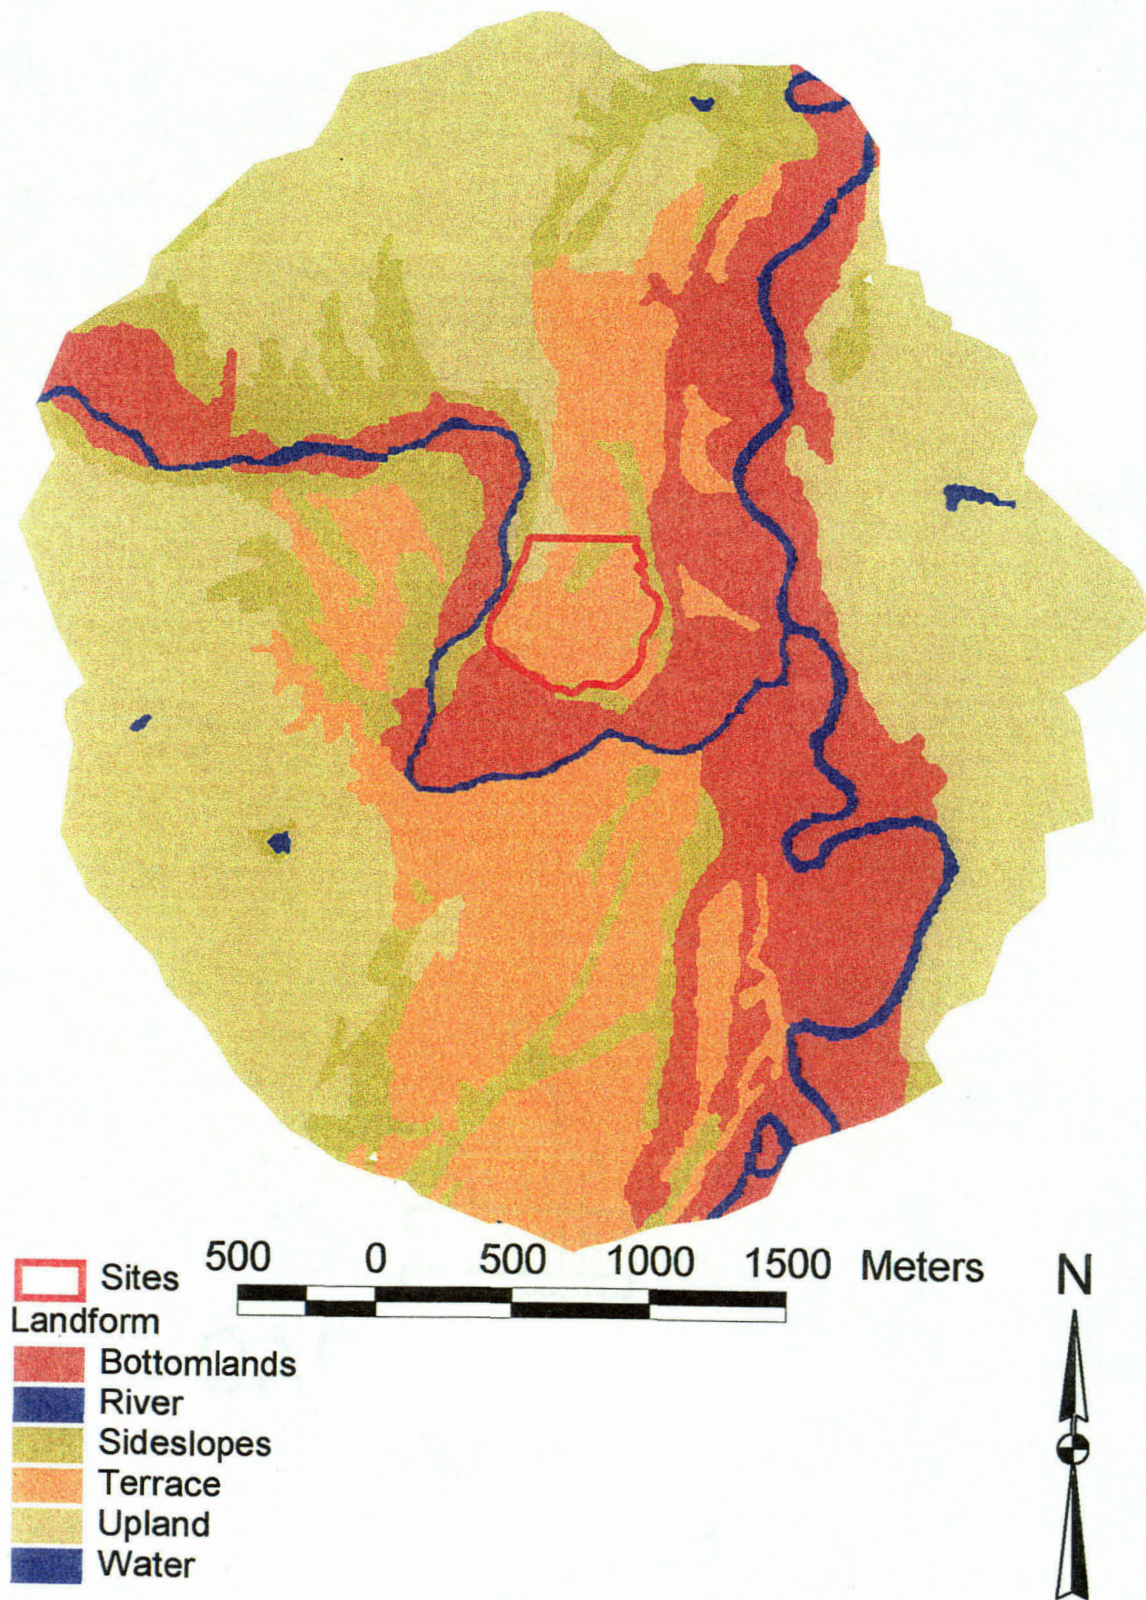 500 0 500 1000 1500 Meters
N
Sites
Landform
Bottomlands
River
Sideslopes
Terrace
Upland
Water